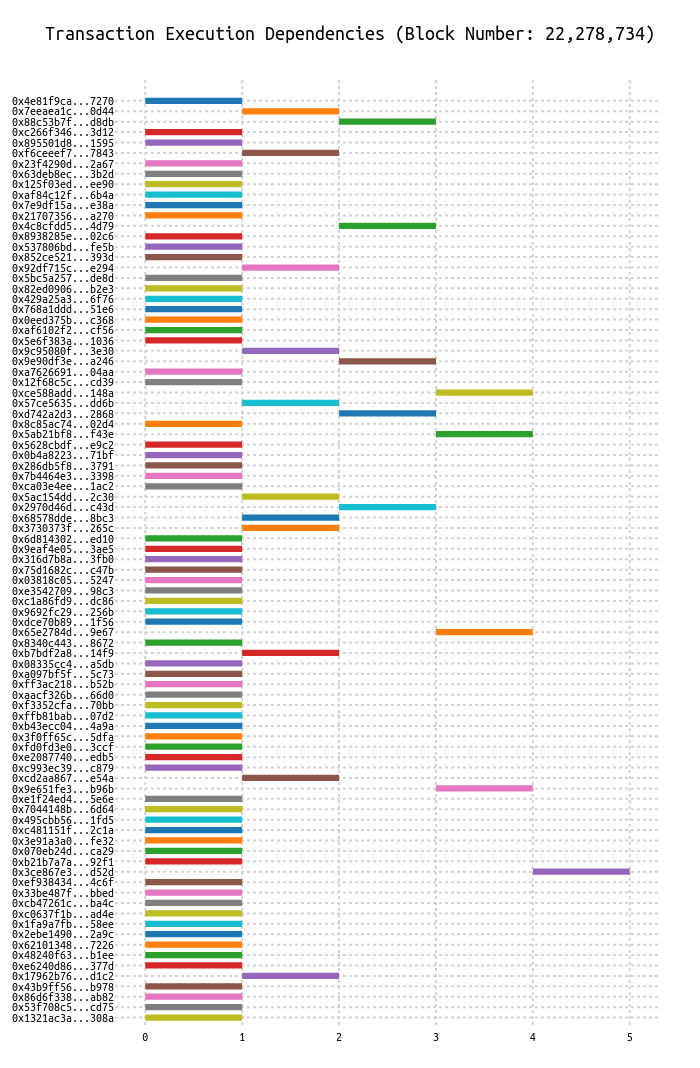 Transaction Execution Dependencies (Block Number: 22,278,734)
0x4e81f9ca...7270
0x7eeaea1c...0d44
0x88c53b7f...d8db
0xc266f346...3d12
0x895501d8...1595
0xf6ceeef7...7843
0x23f4290d...2a67
0x63deb8ec...3b2d
0x125f03ed...ee90
0xaf84c12f...6b4a
0x7e9df15a...e38a
0x21707356...a270
0x4c8cfdd5...4d79
0x8938285e...02c6
0x537806bd...fe5b
0x852ce521...393d
0x92df715c...e294
0x5bc5a257...de8d
0x82ed0906...b2e3
0x429a25a3...6f76
0x768a1ddd...51e6
0x0eed375b...c368
0xaf6102f2...cf56
0x5e6f383a...1036
0x9c95080f...3e30
0x9e90df3e...a246
0xa7626691...04aa
0x12f68c5c...cd39
0xce588add...148a
0x57ce5635...dd6b
0xd742a2d3...2868
0x8c85ac74...02d4
0x5ab21bf8...f43e
0x5628cbdf...e9c2
0x0b4a8223...71bf
0x286db5f8...3791
0x7b4464e3...3398
0xca03e4ee...1ac2
0x5ac154dd...2c30
0x2970d46d...c43d
0x68578dde...8bc3
0x3730373f...265c
0x6d814302...ed10
0x9eaf4e05...3ae5
0x316d7b8a...3fb0
0x75d1682c...c47b
0x03818c05...5247
0xe3542709...98c3
0xc1a86fd9...dc86
0x9692fc29...256b
0xdce70b89...1f56
0x65e2784d...9e67
0x8340c443...8672
0xb7bdf2a8...14f9
0x08335cc4...a5db
0xa097bf5f...5c73
0xff3ac218...b52b
0xaacf326b...66d0
0xf3352cfa...70bb
0xffb81bab...07d2
0xb43ecc04...4a9a
0x3f0ff65c...5dfa
0xfd0fd3e0...3ccf
0xe2087740...edb5
0xc993ec39...c879
0xcd2aa867...e54a
0x9e651fe3...b96b
0xe1f24ed4...5e6e
0x7044148b...6d64
0x495cbb56...1fd5
0xc481151f...2c1a
0x3e91a3a0...fe32
0x070eb24d...ca29
0xb21b7a7a...92f1
0x3ce867e3...d52d
0xef938434...4c6f
0x33be487f...bbed
0xcb47261c...ba4c
0xc0637f1b...ad4e
0x1fa9a7fb...58ee
0x2ebe1490...2a9c
0x62101348...7226
0x48240f63...b1ee
0xe6240d86...377d
0x17962b76...d1c2
0x43b9ff56...b978
0x86d6f338...ab82
0x53f708c5...cd75
0x1321ac3a...308a
0 1 2 3 4 5